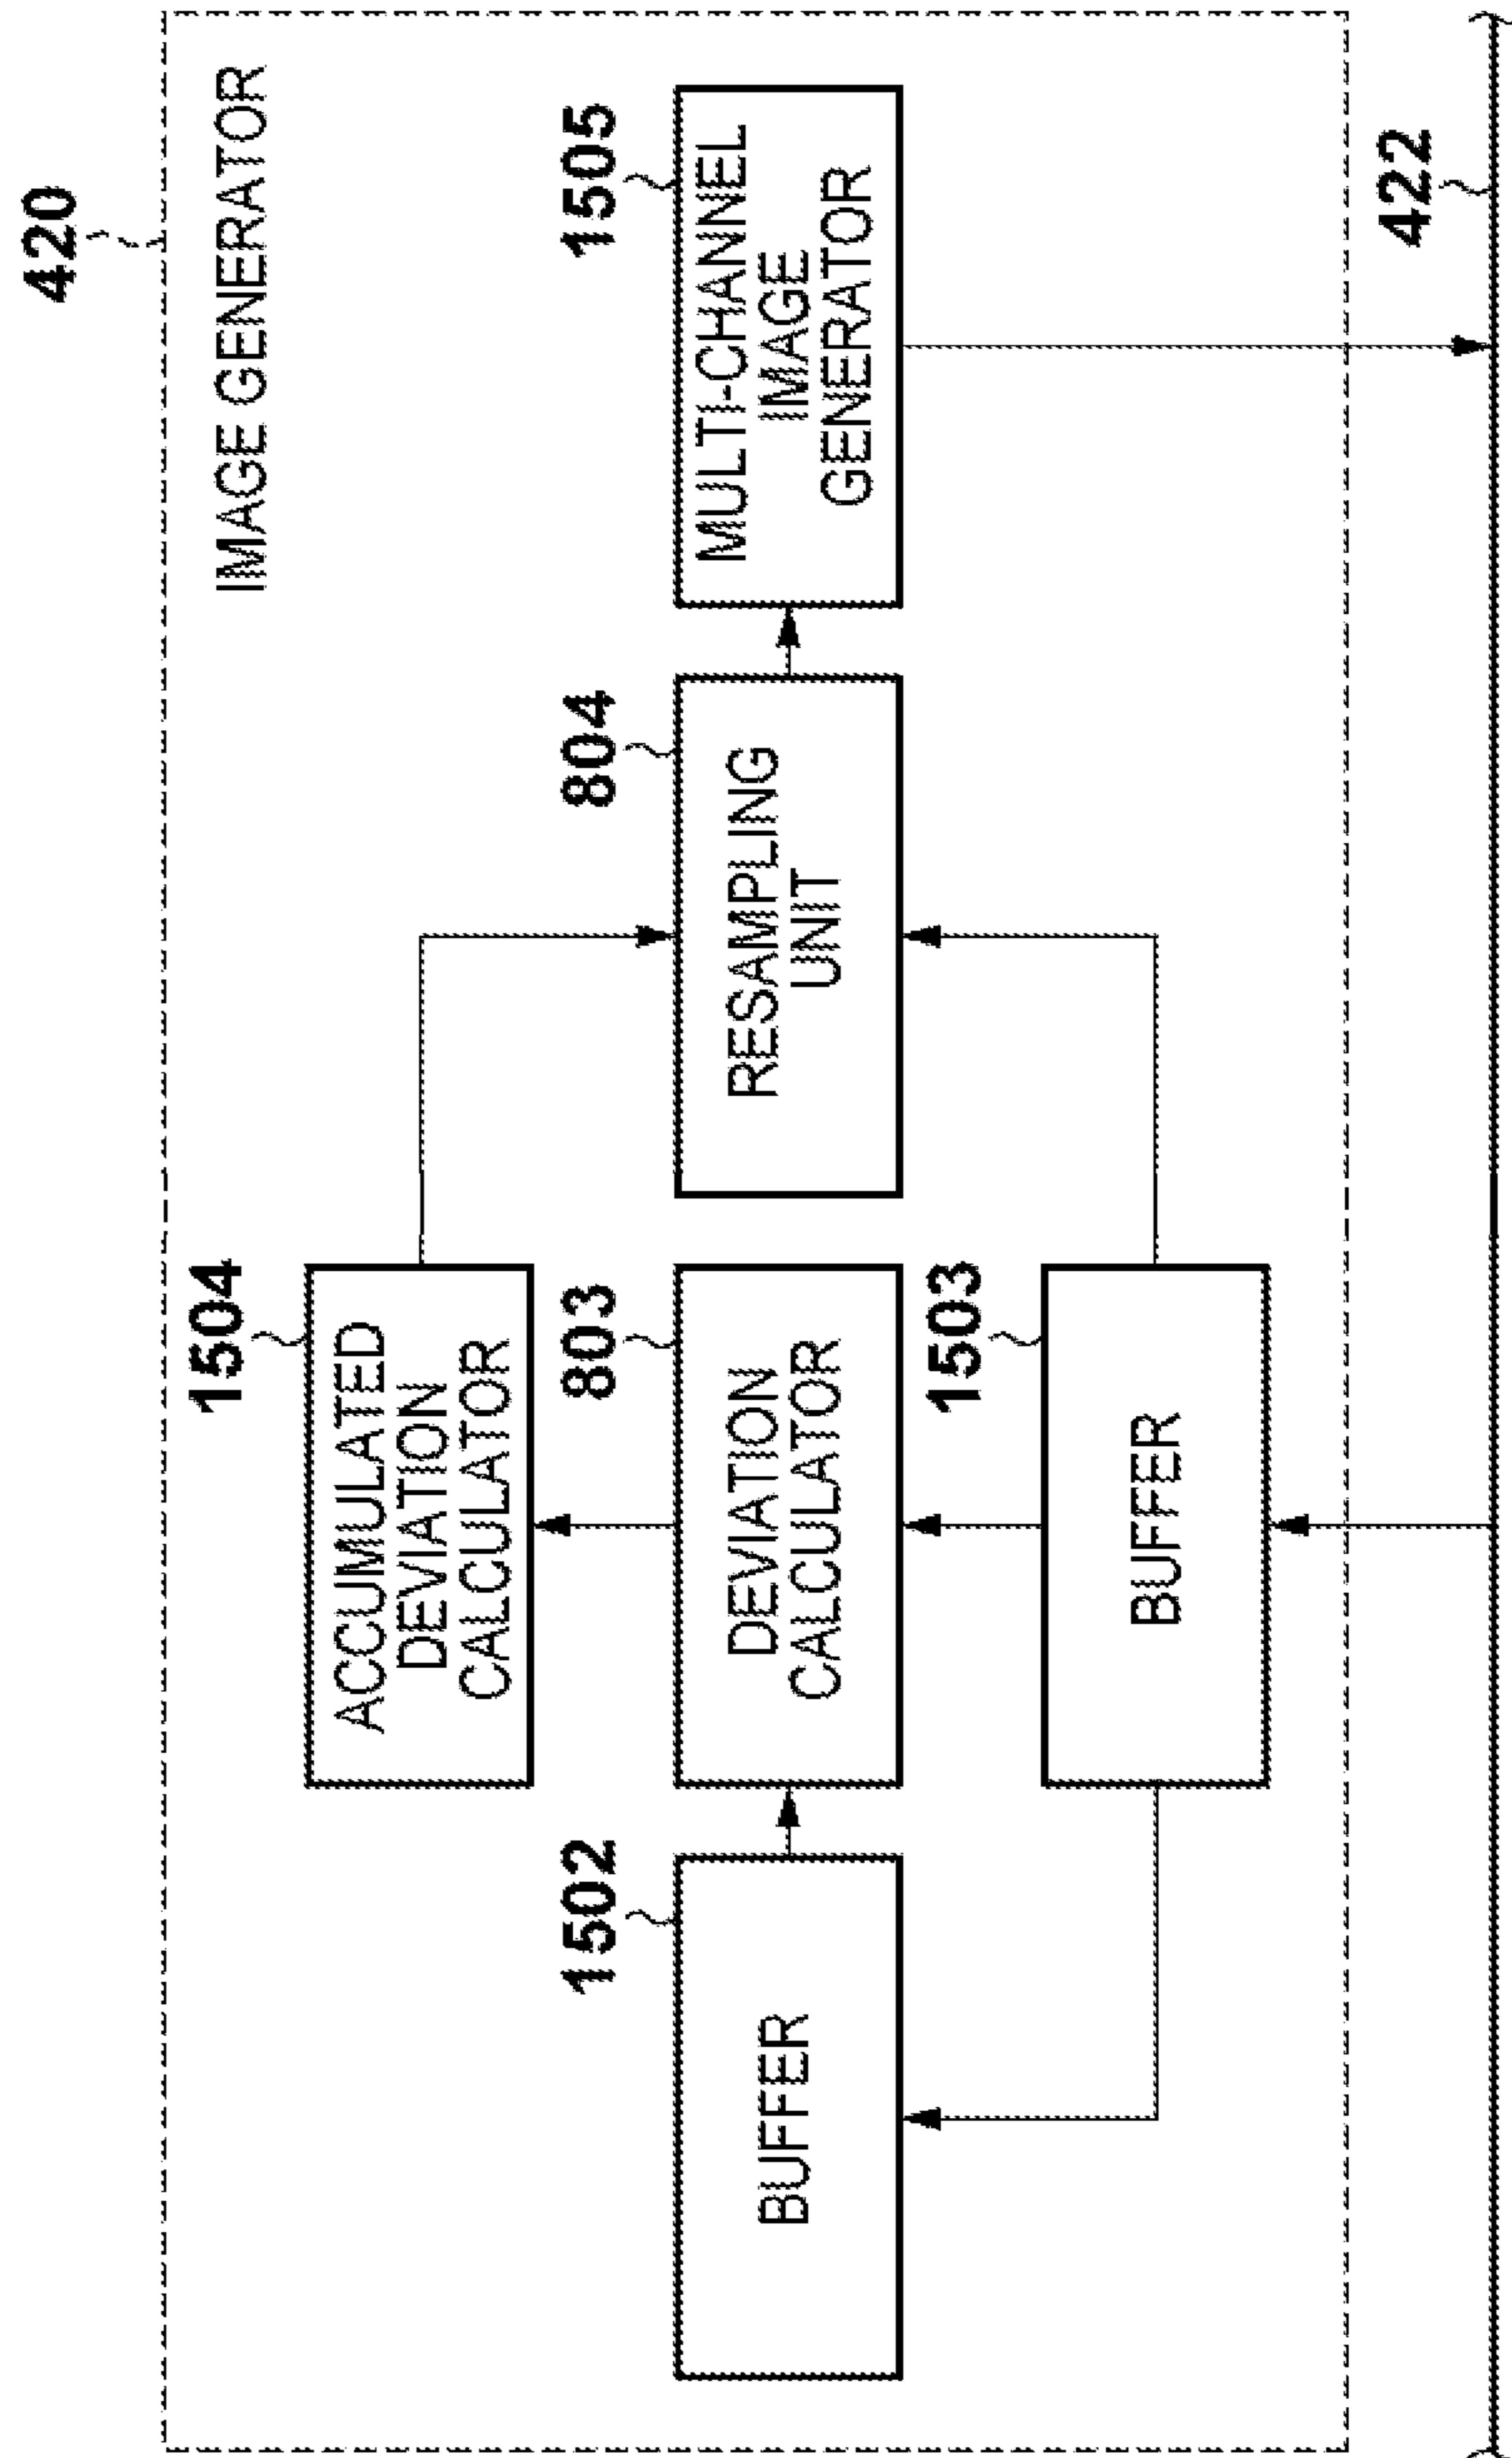 420
IMAGE GENERATOR
1504
ACCUMULATED
DEVIATION
CALCULATOR
1502
BUFFER
803
DEVIATION
CALCULATOR
804
RESAMPLING
UNIT
1505
MULTI-CHANNEL
IMAGE
GENERATOR
1503
BUFFER
422